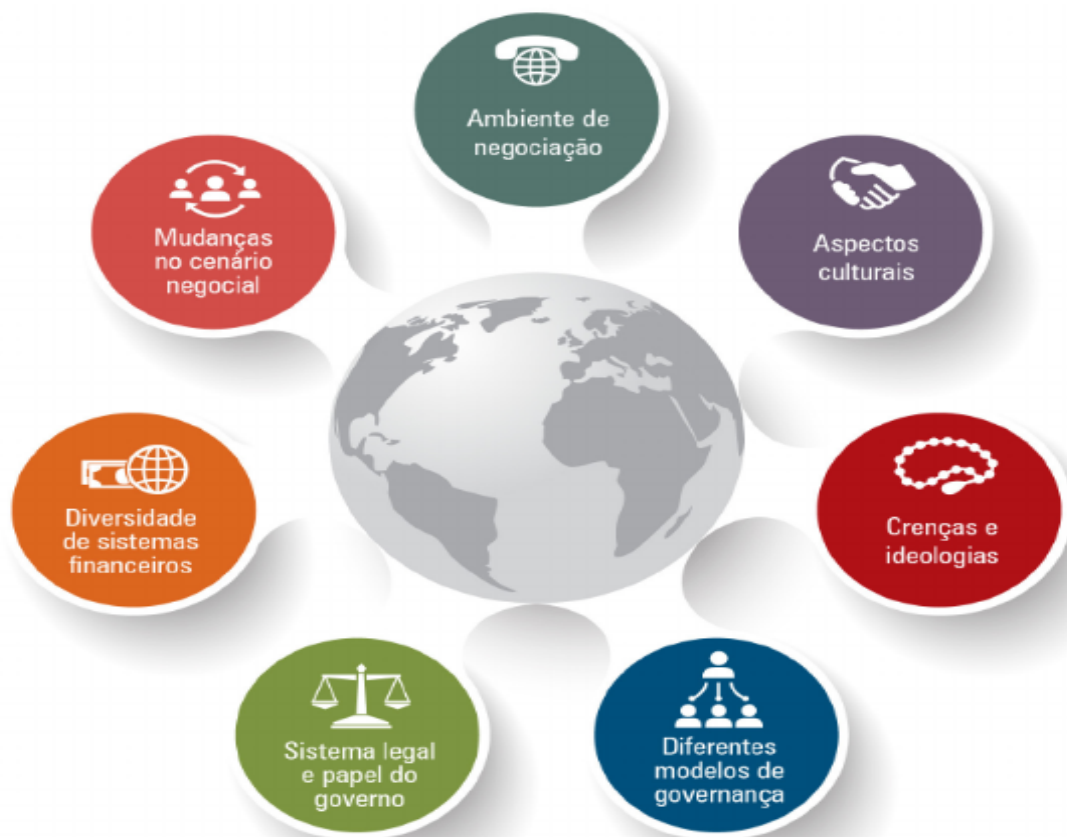 Ambiente de
negociação
Aspectos
culturais
Crenças e
ideologias
Diferentes
modelos de
governança
Sistema legal
e papel do
governo
Diversidade
de sistemas
financeiros
Mudanças
no cenário
negocial